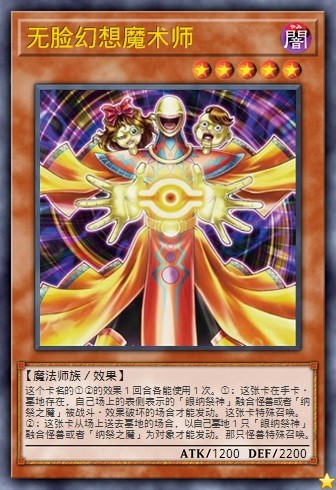 无脸幻想魔术师
闇
【魔法师族/效果】
这个卡名的①②的效果1回合各能使用1次。①：这张卡在手卡·
墓地存在，自己场上的表侧表示的「眼纳祭神」融合怪兽或者「纳
祭之魔」被战斗·效果破坏的场合才能发动。这张卡特殊召唤。
②：这张卡从场上送去墓地的场合，以自己墓地1只「眼纳祭神」
融合怪兽或者「纳祭之魔」为对象才能发动。那只怪兽特殊召唤。
ATK/1200 DEF/2200